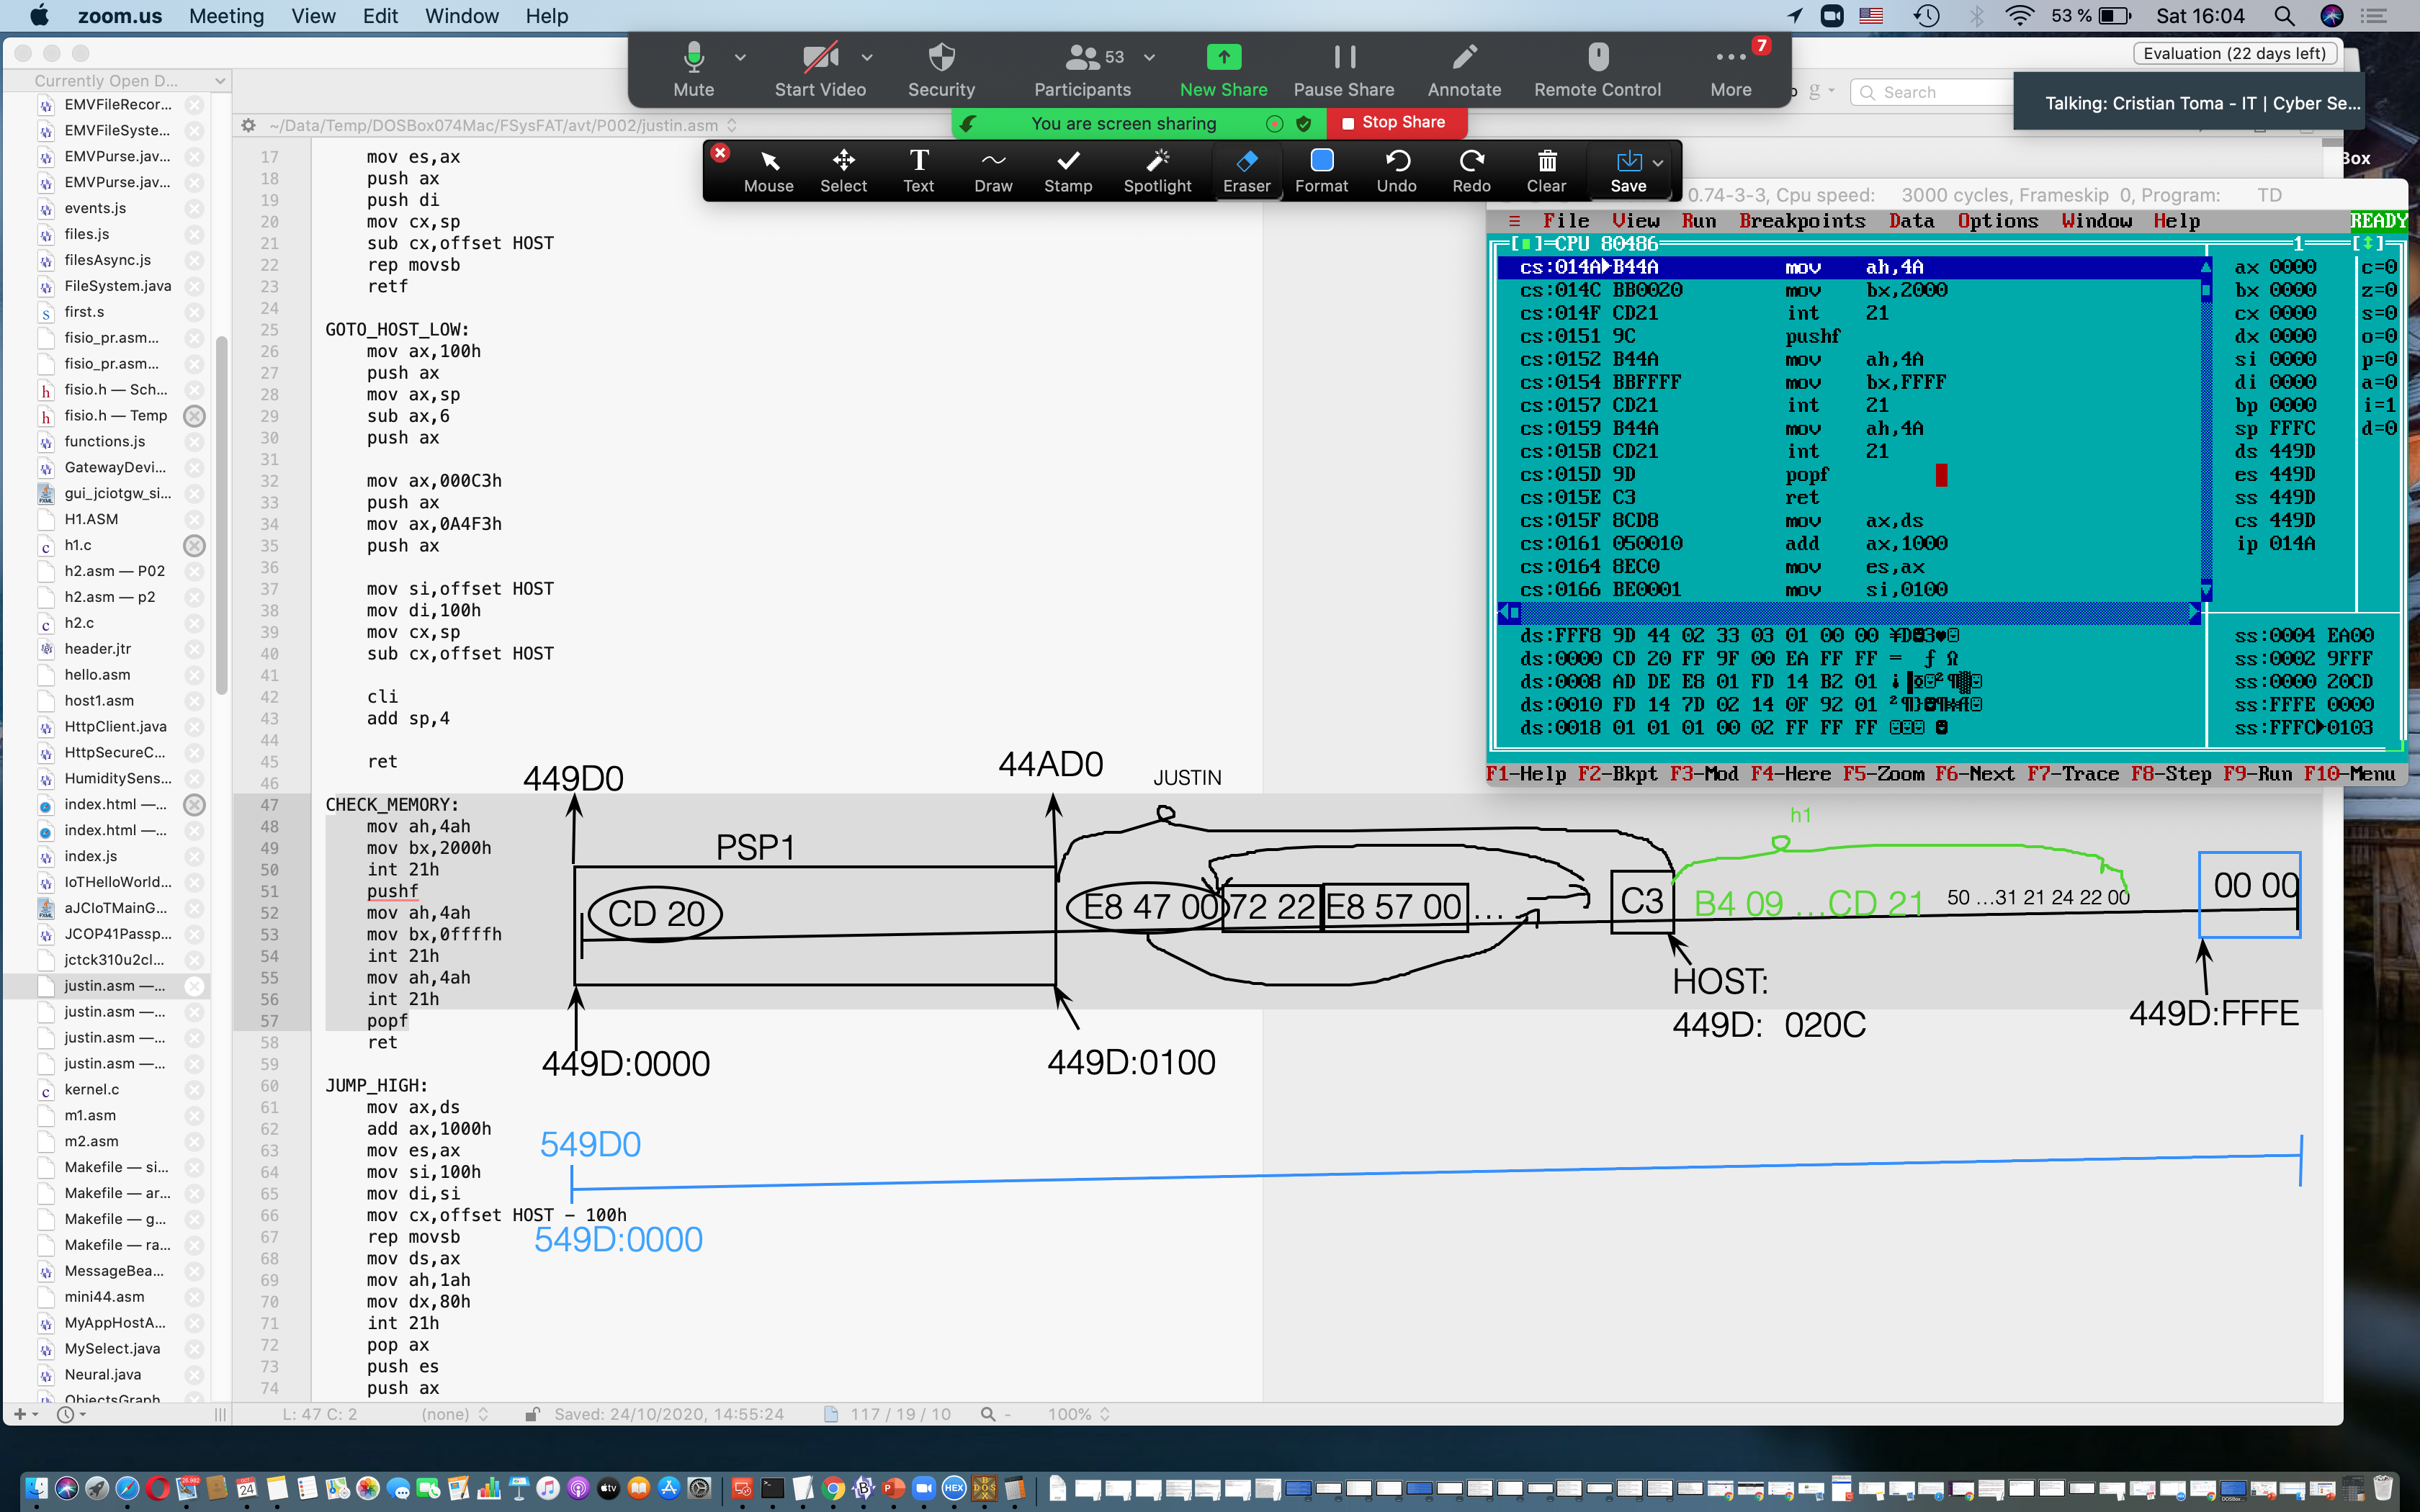 zoom.us Meeting View Edit Window Help
53 % Sat 16:04
Mute Start Video Security Participants 53 New Share Pause Share Annotate Remote Control More 7
Evaluation (22 days left)
Search
Talking: Cristian Toma - IT | Cyber Se...
You are screen sharing Stop Share
Mouse Select Text Draw Stamp Spotlight Eraser Format Undo Redo Clear Save
Currently Open D...
EMVFileRecor...
EMVFileSyste...
EMVPurse.jav...
EMVPurse.jav...
events.js
files.js
filesAsync.js
FileSystem.java
first.s
fisio_pr.asm...
fisio_pr.asm...
fisio.h — Sch...
fisio.h — Temp
functions.js
GatewayDevi...
gui_jciotgw_si...
H1.ASM
h1.c
h2.asm — P02
h2.asm — p2
h2.c
header.jtr
hello.asm
host1.asm
HttpClient.java
HttpSecureC...
HumiditySens...
index.html —...
index.html —...
index.js
IoTHelloWorld...
aJCIoTMainG...
JCOP41Passp...
jctck310u2cl...
justin.asm —...
justin.asm —...
justin.asm —...
justin.asm —...
kernel.c
m1.asm
m2.asm
Makefile — si...
Makefile — ar...
Makefile — g...
Makefile — ra...
MessageBea...
mini44.asm
MyAppHostA...
MySelect.java
Neural.java
ObjectsGraph
~/Data/Temp/DOSBox074Mac/FSysFAT/avt/P002/justin.asm
17 mov es,ax
18 push ax
19 push di
20 mov cx,sp
21 sub cx,offset HOST
22 rep movsb
23 retf
24
25 GOTO_HOST_LOW:
26 mov ax,100h
27 push ax
28 mov ax,sp
29 sub ax,6
30 push ax
31
32 mov ax,000C3h
33 push ax
34 mov ax,0A4F3h
35 push ax
36
37 mov si,offset HOST
38 mov di,100h
39 mov cx,sp
40 sub cx,offset HOST
41
42 cli
43 add sp,4
44
45 ret
46
47 CHECK_MEMORY:
48 mov ah,4ah
49 mov bx,2000h
50 int 21h
51 pushf
52 mov ah,4ah
53 mov bx,0ffffh
54 int 21h
55 mov ah,4ah
56 int 21h
57 popf
58 ret
59
60 JUMP_HIGH:
61 mov ax,ds
62 add ax,1000h
63 mov es,ax
64 mov si,100h
65 mov di,si
66 mov cx,offset HOST - 100h
67 rep movsb
68 mov ds,ax
69 mov ah,1ah
70 mov dx,80h
71 int 21h
72 pop ax
73 push es
74 push ax
L: 47 C: 2 (none) Saved: 24/10/2020, 14:55:24 117 / 19 / 10 - 100%
449D0
44AD0
JUSTIN
h1
PSP1
CD 20
E8 47 00 72 22 E8 57 00 ... C3 B4 09 ...CD 21 50 ...31 21 24 22 00 00 00
HOST:
449D: 020C
449D:FFFE
449D:0000
449D:0100
549D0
549D:0000
Box
0.74-3-3, Cpu speed: 3000 cycles, Frameskip 0, Program: TD
≡ File View Run Breakpoints Data Options Window Help READY
CPU 80486 1
cs:014A B44A mov ah,4A
cs:014C BB0020 mov bx,2000
cs:014F CD21 int 21
cs:0151 9C pushf
cs:0152 B44A mov ah,4A
cs:0154 BBFFFF mov bx,FFFF
cs:0157 CD21 int 21
cs:0159 B44A mov ah,4A
cs:015B CD21 int 21
cs:015D 9D popf
cs:015E C3 ret
cs:015F 8CD8 mov ax,ds
cs:0161 050010 add ax,1000
cs:0164 8EC0 mov es,ax
cs:0166 BE0001 mov si,0100
ax 0000 c=0
bx 0000 z=0
cx 0000 s=0
dx 0000 o=0
si 0000 p=0
di 0000 a=0
bp 0000 i=1
sp FFFC d=0
ds 449D
es 449D
ss 449D
cs 449D
ip 014A
ds:FFF8 9D 44 02 33 03 01 00 00
ds:0000 CD 20 FF 9F 00 EA FF FF
ds:0008 AD DE E8 01 FD 14 B2 01
ds:0010 FD 14 7D 02 14 0F 92 01
ds:0018 01 01 01 00 02 FF FF FF
ss:0004 EA00
ss:0002 9FFF
ss:0000 20CD
ss:FFFE 0000
ss:FFFC 0103
F1-Help F2-Bkpt F3-Mod F4-Here F5-Zoom F6-Next F7-Trace F8-Step F9-Run F10-Menu